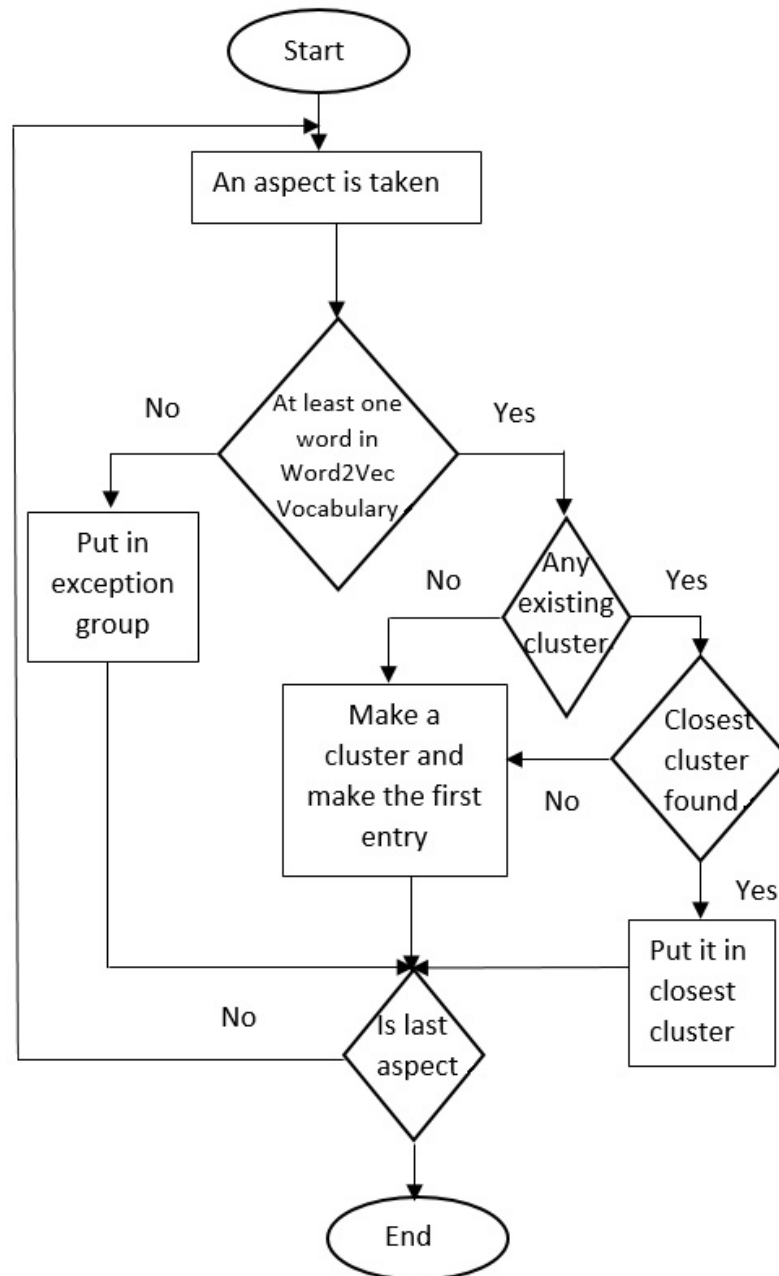 Start
An aspect is taken
No
Yes
At least one
word in
Word2Vec
Vocabulary
Put in
exception
group
No
Yes
Any
existing
cluster
Make a
cluster and
make the first
entry
Closest
cluster
found
No
Yes
Put it in
closest
cluster
No
Is last
aspect
End